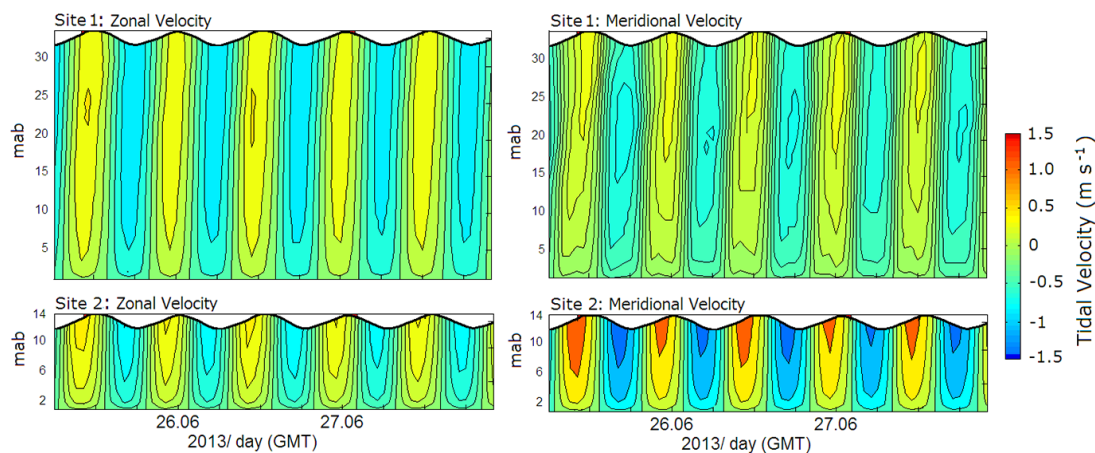 Site 1: Zonal Velocity
Site 1: Meridional Velocity
30
25
20
15
10
5
mab
30
25
20
15
10
5
mab
Site 2: Zonal Velocity
Site 2: Meridional Velocity
14
10
6
2
mab
14
10
6
2
mab
26.06 27.06
2013/ day (GMT)
26.06 27.06
2013/ day (GMT)
1.5
1.0
0.5
0
-0.5
-1
-1.5
Tidal Velocity (m s⁻¹)